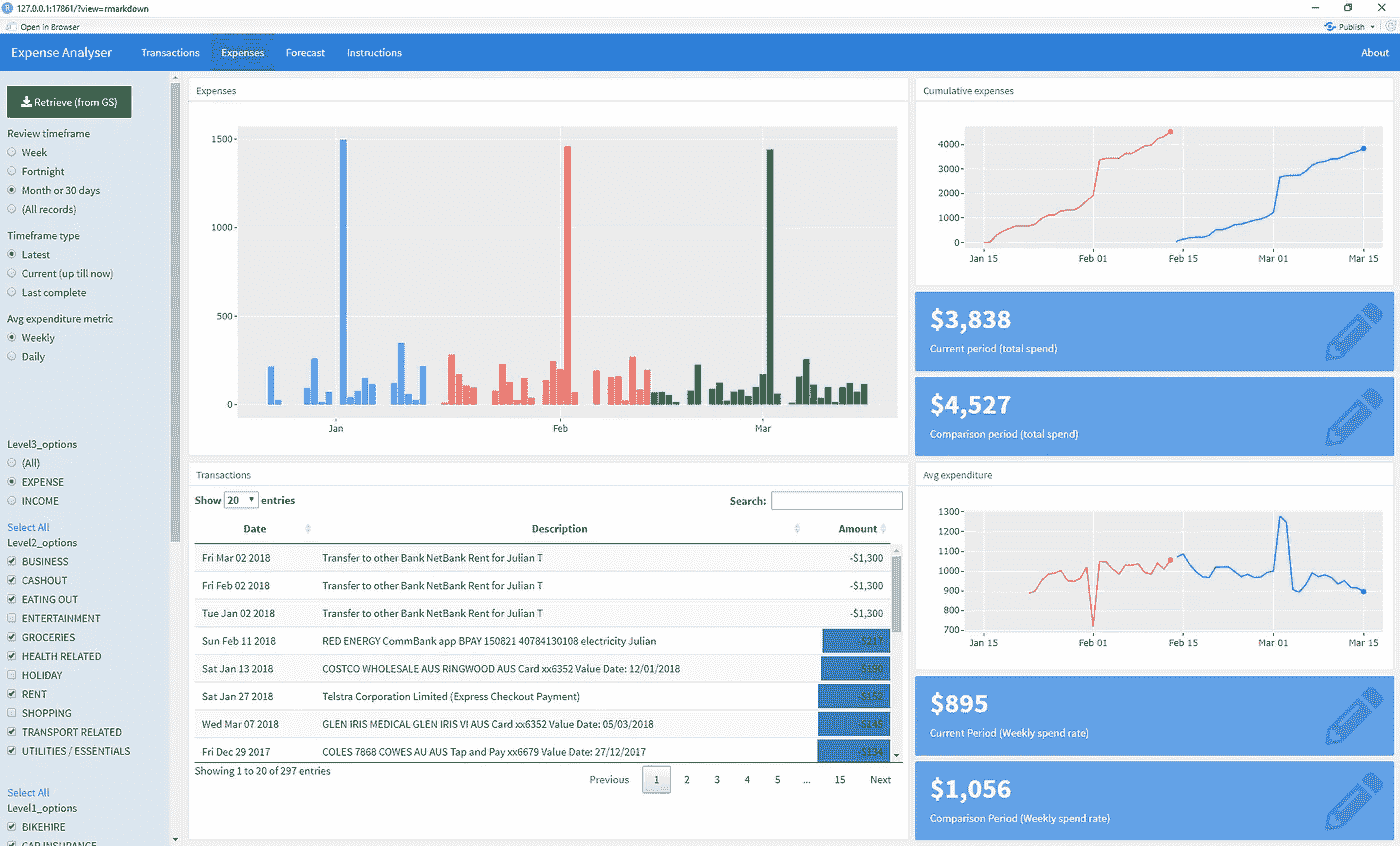 127.0.0.1:17861/?view=rmarkdown
Open in Browser
Publish
Expense Analyser Transactions Expenses Forecast Instructions About
Retrieve (from GS)
Review timeframe
Week
Fortnight
Month or 30 days
(All records)
Timeframe type
Latest
Current (up till now)
Last complete
Avg expenditure metric
Weekly
Daily
Level3_options
(All)
EXPENSE
INCOME
Select All
Level2_options
BUSINESS
CASHOUT
EATING OUT
ENTERTAINMENT
GROCERIES
HEALTH RELATED
HOLIDAY
RENT
SHOPPING
TRANSPORT RELATED
UTILITIES / ESSENTIALS
Select All
Level1_options
BIKEHIRE
CAR INSURANCE
Expenses
1500
1000
500
0
Jan Feb Mar
Transactions
Show 20 entries
Search:
Date Description Amount
Fri Mar 02 2018 Transfer to other Bank NetBank Rent for Julian T -$1,300
Fri Feb 02 2018 Transfer to other Bank NetBank Rent for Julian T -$1,300
Tue Jan 02 2018 Transfer to other Bank NetBank Rent for Julian T -$1,300
Sun Feb 11 2018 RED ENERGY CommBank app BPAY 150821 40784130108 electricity Julian
Sat Jan 13 2018 COSTCO WHOLESALE AUS RINGWOOD AUS Card xx6352 Value Date: 12/01/2018
Sat Jan 27 2018 Telstra Corporation Limited (Express Checkout Payment)
Wed Mar 07 2018 GLEN IRIS MEDICAL GLEN IRIS VI AUS Card xx6352 Value Date: 05/03/2018
Fri Dec 29 2017 COLES 7868 COWES AU AUS Tap and Pay xx6679 Value Date: 27/12/2017
Showing 1 to 20 of 297 entries
Previous 1 2 3 4 5 ... 15 Next
Cumulative expenses
4000
3000
2000
1000
0
Jan 15 Feb 01 Feb 15 Mar 01 Mar 15
$3,838
Current period (total spend)
$4,527
Comparison period (total spend)
Avg expenditure
1300
1200
1100
1000
900
800
700
Jan 15 Feb 01 Feb 15 Mar 01 Mar 15
$895
Current Period (Weekly spend rate)
$1,056
Comparison Period (Weekly spend rate)